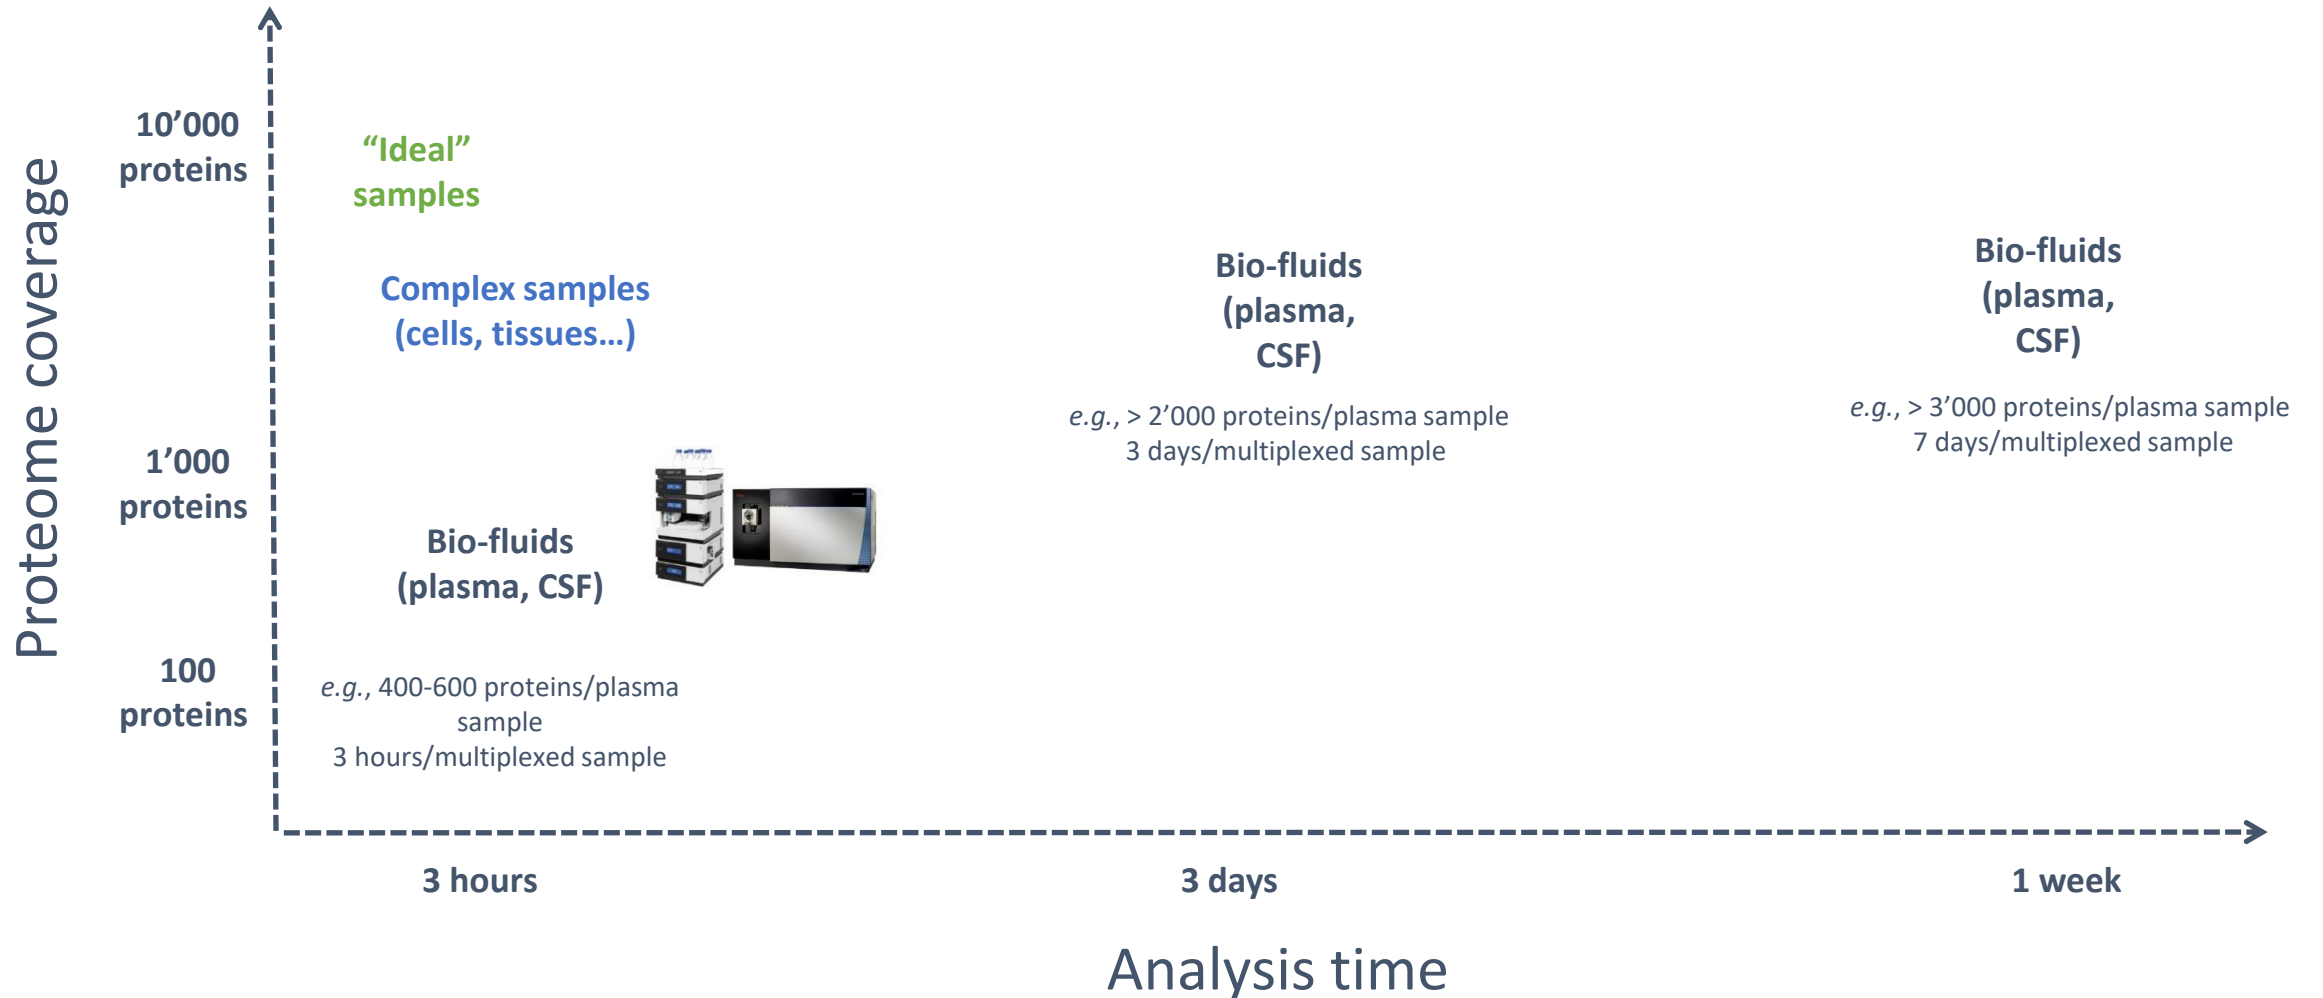 Proteome coverage
10’000
proteins
1’000
proteins
100
proteins
“Ideal”
samples
Complex samples
(cells, tissues…)
Bio-fluids
(plasma, CSF)
e.g., 400-600 proteins/plasma
sample
3 hours/multiplexed sample
Bio-fluids
(plasma,
CSF)
e.g., > 2’000 proteins/plasma sample
3 days/multiplexed sample
Bio-fluids
(plasma,
CSF)
e.g., > 3’000 proteins/plasma sample
7 days/multiplexed sample
3 hours
3 days
1 week
Analysis time